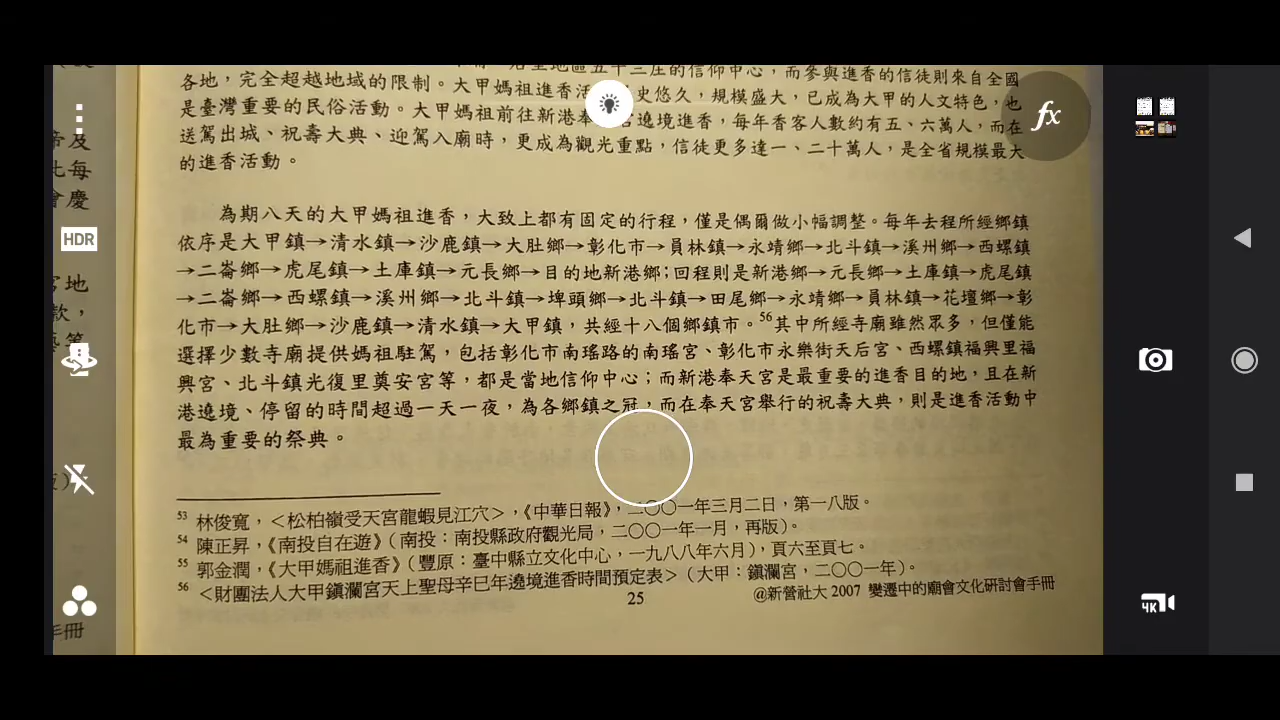 各地，完全超越地域的限制。大甲媽祖進香活 史悠久，規模盛大，已成為大甲的人文特色，也
是臺灣重要的民俗活動。大甲媽祖前往新港奉 宮遶境進香，每年香客人數約有五、六萬人，而在
送駕出城、祝壽大典、迎駕入廟時，更成為觀光重點，信徒更多達一、二十萬人，是全省規模最大
的進香活動。
為期八天的大甲媽祖進香，大致上都有固定的行程，僅是偶爾做小幅調整。每年去程所經鄉鎮
依序是大甲鎮→清水鎮→沙鹿鎮→大肚鄉→彰化市→員林鎮→永靖鄉→北斗鎮→溪州鄉→西螺鎮
→二崙鄉→虎尾鎮→土庫鎮→元長鄉→目的地新港鄉；回程則是新港鄉→元長鄉→土庫鎮→虎尾鎮
→二崙鄉→西螺鎮→溪州鄉→北斗鎮→埤頭鄉→北斗鎮→田尾鄉→永靖鄉→員林鎮→花壇鄉→彰
化市→大肚鄉→沙鹿鎮→清水鎮→大甲鎮，共經十八個鄉鎮市。56其中所經寺廟雖然眾多，但僅能
選擇少數寺廟提供媽祖駐駕，包括彰化市南瑤路的南瑤宮、彰化市永樂街天后宮、西螺鎮福興里福
興宮、北斗鎮光復里奠安宮等，都是當地信仰中心；而新港奉天宮是最重要的進香目的地，且在新
港遶境、停留的時間超過一天一夜，為各鄉鎮之冠，而在奉天宮舉行的祝壽大典，則是進香活動中
最為重要的祭典。
53 林俊寬，＜松柏嶺受天宮龍蝦見江穴＞，《中華日報》，二〇〇一年三月二日，第一八版。
54 陳正昇，《南投自在遊》（南投：南投縣政府觀光局，二〇〇一年一月，再版）。
55 郭金潤，《大甲媽祖進香》（豐原：臺中縣立文化中心，一九八八年六月），頁六至頁七。
56 ＜財團法人大甲鎮瀾宮天上聖母辛巳年遶境進香時間預定表＞（大甲：鎮瀾宮，二〇〇一年）。
25
@新營社大 2007 變遷中的廟會文化研討會手冊
HDR
fx
4K